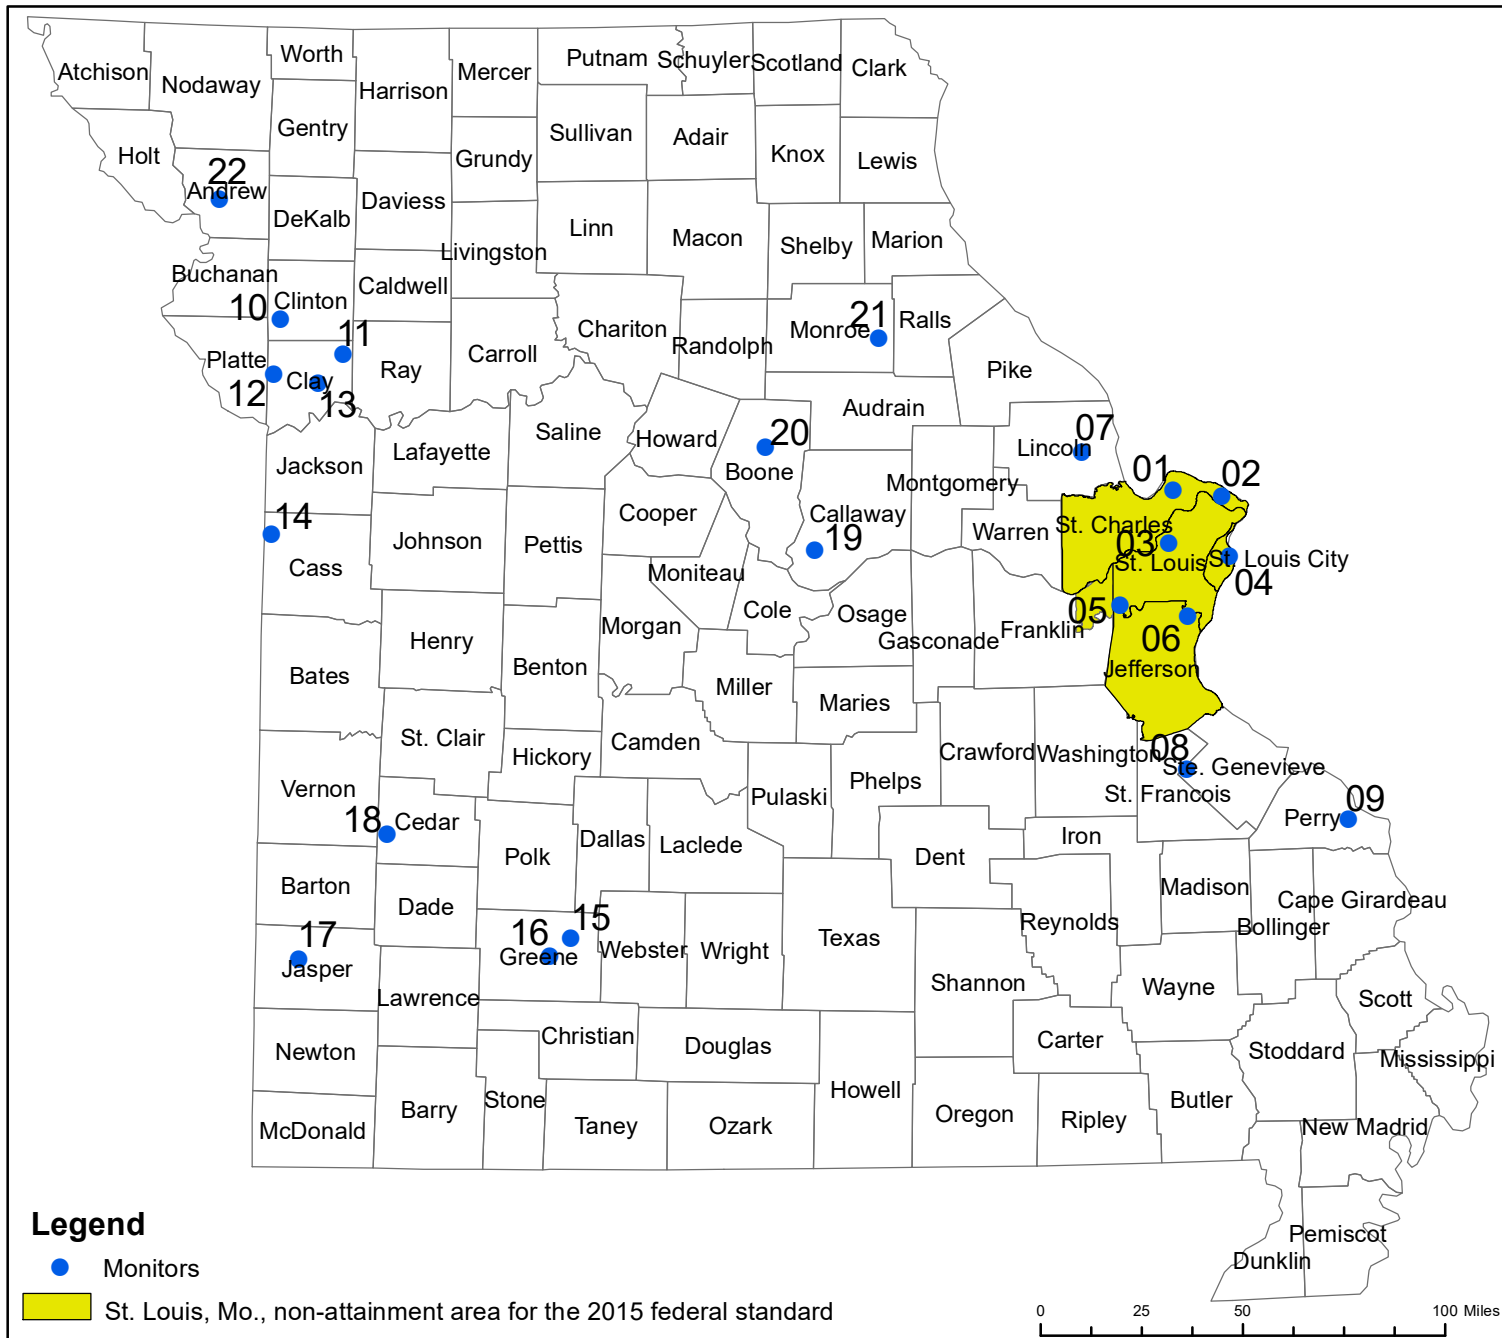 Worth
Atchison
Nodaway
Harrison
Mercer
Putnam
Schuyler
Scotland
Clark
Gentry
Sullivan
Adair
Knox
Lewis
Holt
22
Andrew
Grundy
DeKalb
Daviess
Linn
Macon
Shelby
Marion
Livingston
Buchanan
Clinton
Caldwell
10
11
Chariton
Randolph
Monroe
21
Ralls
Platte
12
Clay
13
Ray
Carroll
Pike
Audrain
Saline
Howard
20
Boone
Lincoln
07
Jackson
Lafayette
Montgomery
01
02
14
Cooper
Callaway
Warren
St. Charles
Johnson
Pettis
19
03
St. Louis
St. Louis City
04
Cass
Moniteau
Cole
Osage
05
Henry
Morgan
Gasconade
Franklin
06
Jefferson
Bates
Benton
Miller
Maries
St. Clair
Hickory
Camden
Crawford
Washington
08
Ste. Genevieve
Vernon
Pulaski
Phelps
St. Francois
09
Perry
18
Cedar
Dallas
Laclede
Iron
Polk
Dent
Barton
Dade
Madison
Cape Girardeau
Bollinger
Reynolds
17
Jasper
16
15
Greene
Webster
Wright
Texas
Shannon
Wayne
Lawrence
Scott
Newton
Christian
Douglas
Carter
Stoddard
Mississippi
Stone
Howell
Barry
Taney
Ozark
Oregon
Ripley
Butler
McDonald
New Madrid
Pemiscot
Dunklin
Legend
Monitors
St. Louis, Mo., non-attainment area for the 2015 federal standard
0 25 50 100 Miles